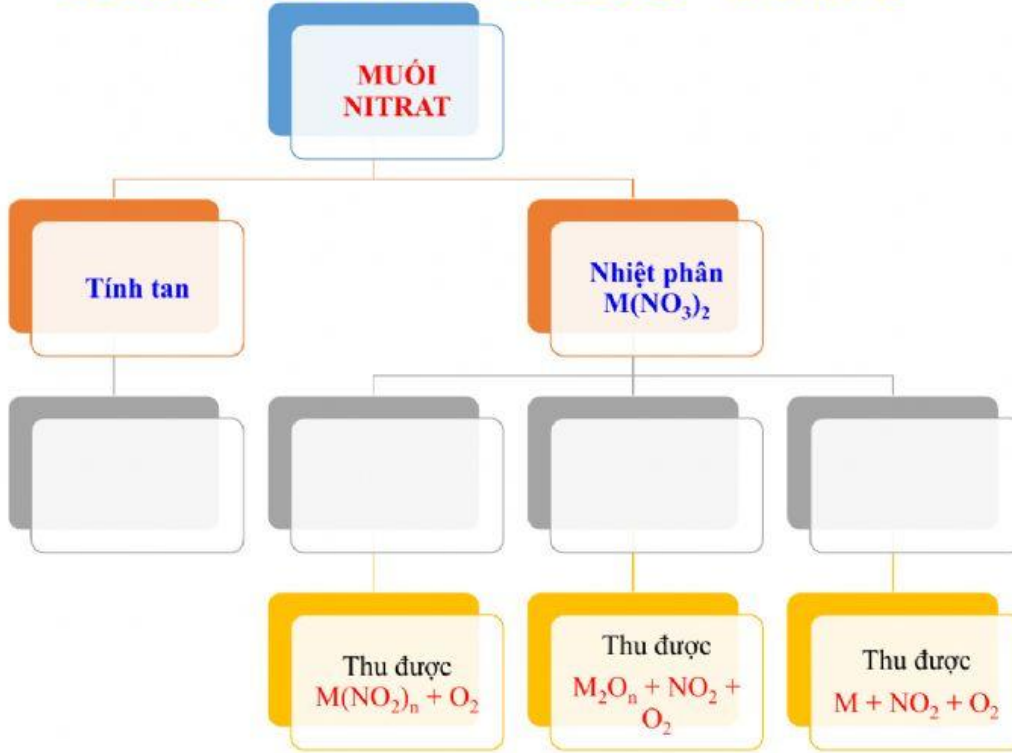 MUỐI
NITRAT
Tính tan
Nhiệt phân
M(NO₃)₂
Thu được
M(NO₂)ₙ + O₂
Thu được
M₂Oₙ + NO₂ +
O₂
Thu được
M + NO₂ + O₂